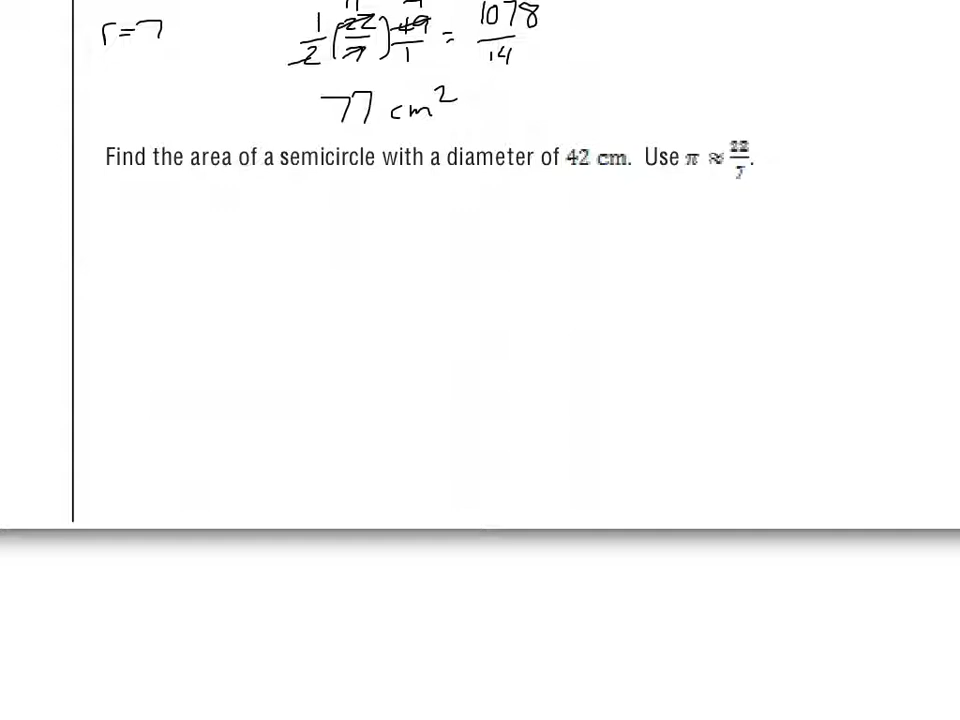 r=7 1/2 (22/7) 49/1 = 1078/14
77 cm²
Find the area of a semicircle with a diameter of 42 cm. Use π ≈ 22/7.